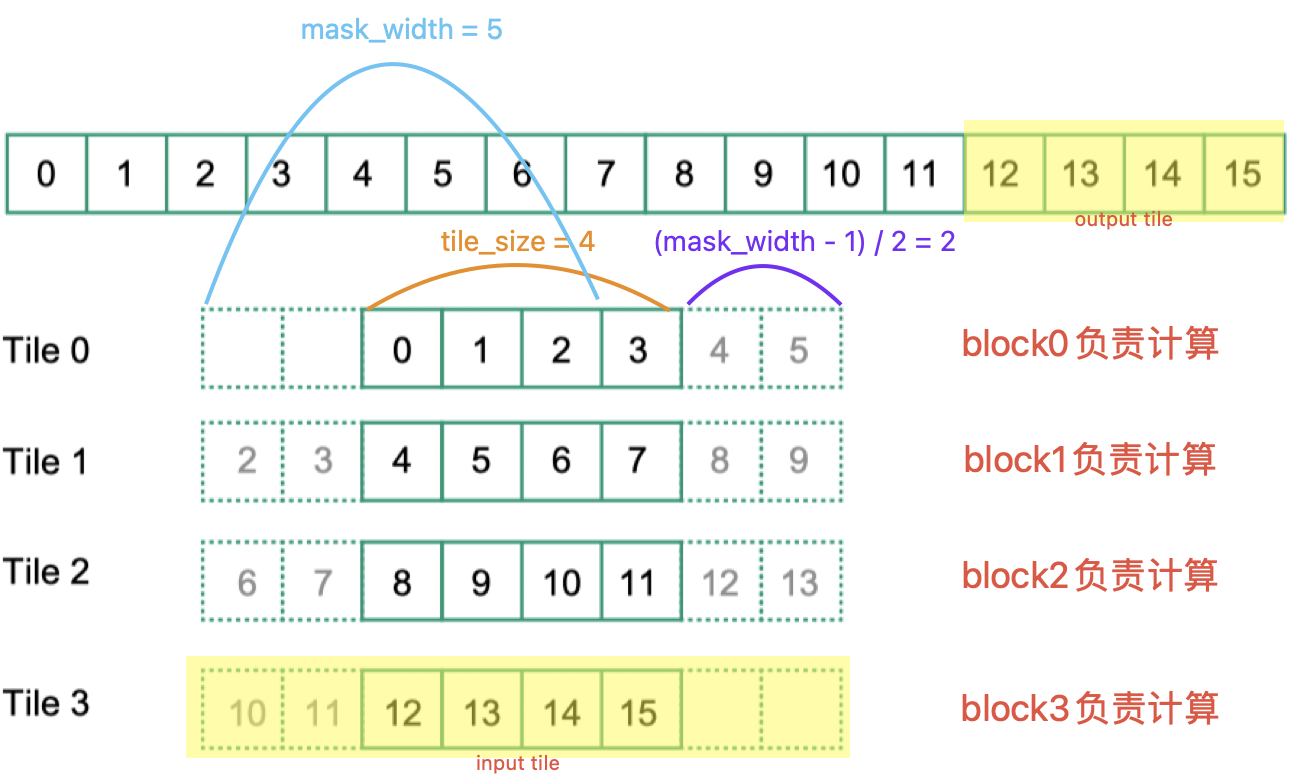 mask_width = 5
0 1 2 3 4 5 6 7 8 9 10 11 12 13 14 15
output tile
tile_size = 4
(mask_width - 1) / 2 = 2
Tile 0 0 1 2 3 4 5 block0负责计算
Tile 1 2 3 4 5 6 7 8 9 block1负责计算
Tile 2 6 7 8 9 10 11 12 13 block2负责计算
Tile 3 10 11 12 13 14 15 block3负责计算
input tile